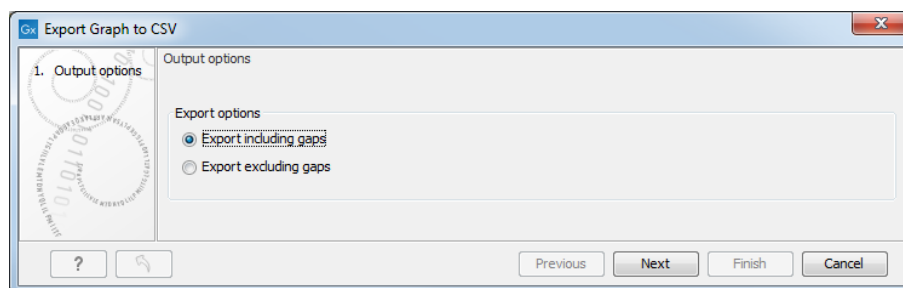 Gx Export Graph to CSV
1. Output options
Output options
Export options
Export including gaps
Export excluding gaps
? Previous Next Finish Cancel